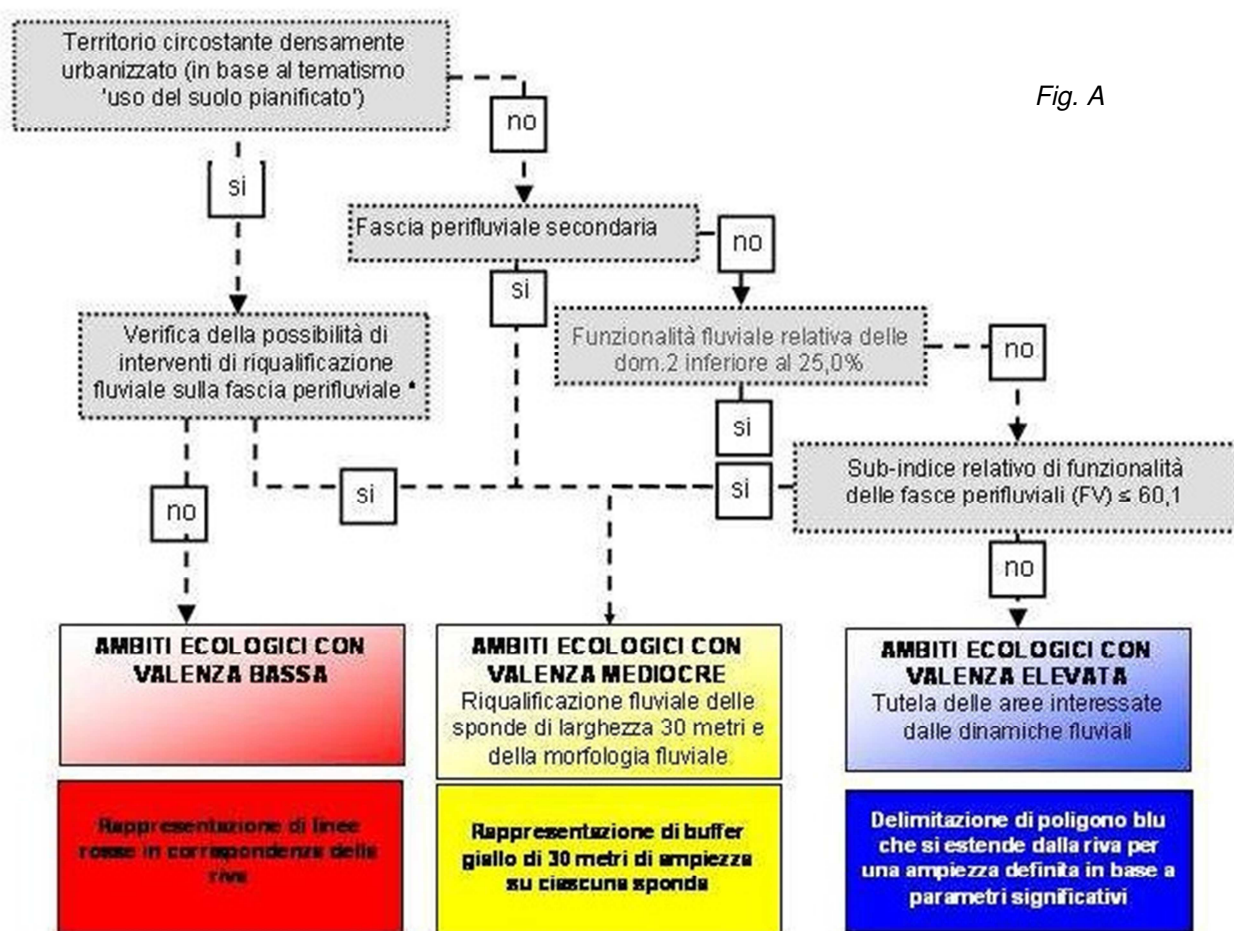 Territorio circostante densamente
urbanizzato (in base al tematismo
'uso del suolo pianificato')
Fig. A
no
si
Fascia perifluviale secondaria
no
si
Verifica della possibilità di
interventi di riqualificazione
fluviale sulla fascia perifluviale *
Funzionalità fluviale relativa delle
dom.2 inferiore al 25,0%
no
si
Sub-indice relativo di funzionalità
delle fasce perifluviali (FV) ≤ 60,1
si
si
no
no
AMBITI ECOLOGICI CON
VALENZA BASSA
AMBITI ECOLOGICI CON
VALENZA MEDIOCRE
Riqualificazione fluviale delle
sponde di larghezza 30 metri e
della morfologia fluviale.
AMBITI ECOLOGICI CON
VALENZA ELEVATA
Tutela delle aree interessate
dalle dinamiche fluviali
Rappresentazione di linee
rosse in corrispondenza della
riva
Rappresentazione di buffer
giallo di 30 metri di ampiezza
su ciascuna sponda
Delimitazione di poligono blu
che si estende dalla riva per
una ampiezza definita in base a
parametri significativi